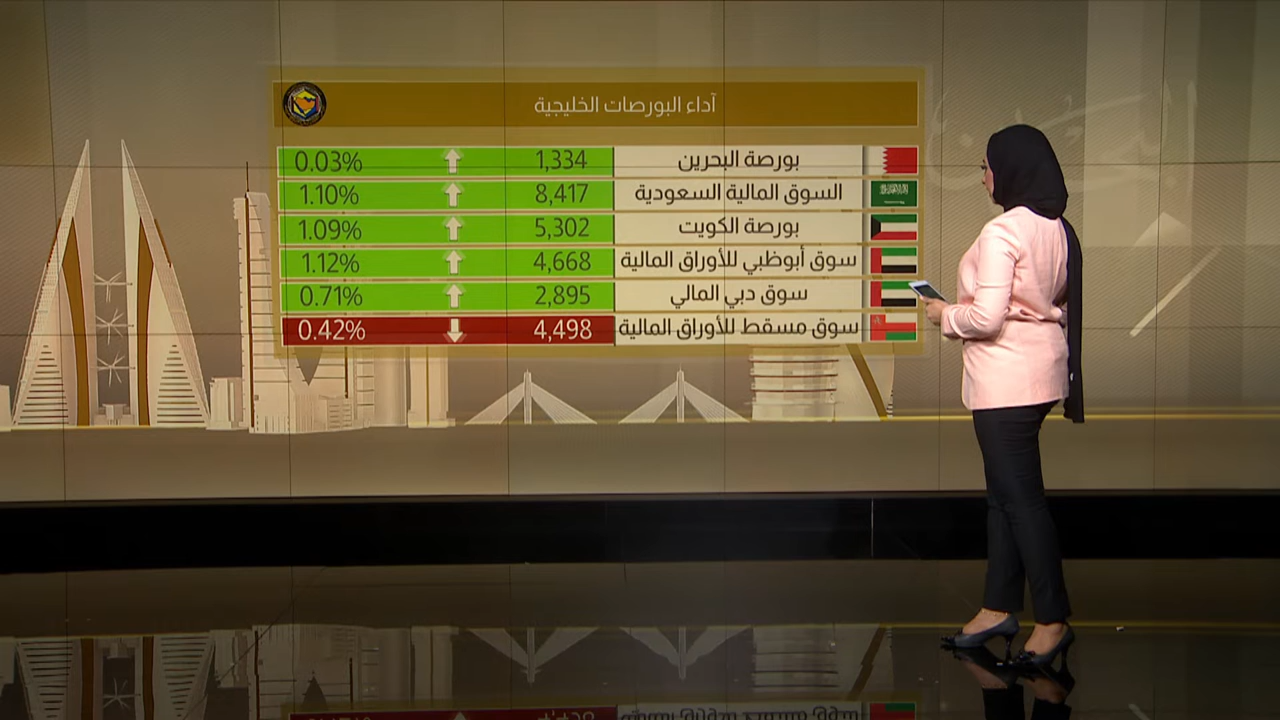 آداء البورصات الخليجية
بورصة البحرين 1,334 0.03%
السوق المالية السعودية 8,417 1.10%
بورصة الكويت 5,302 1.09%
سوق أبوظبي للأوراق المالية 4,668 1.12%
سوق دبي المالي 2,895 0.71%
سوق مسقط للأوراق المالية 4,498 0.42%